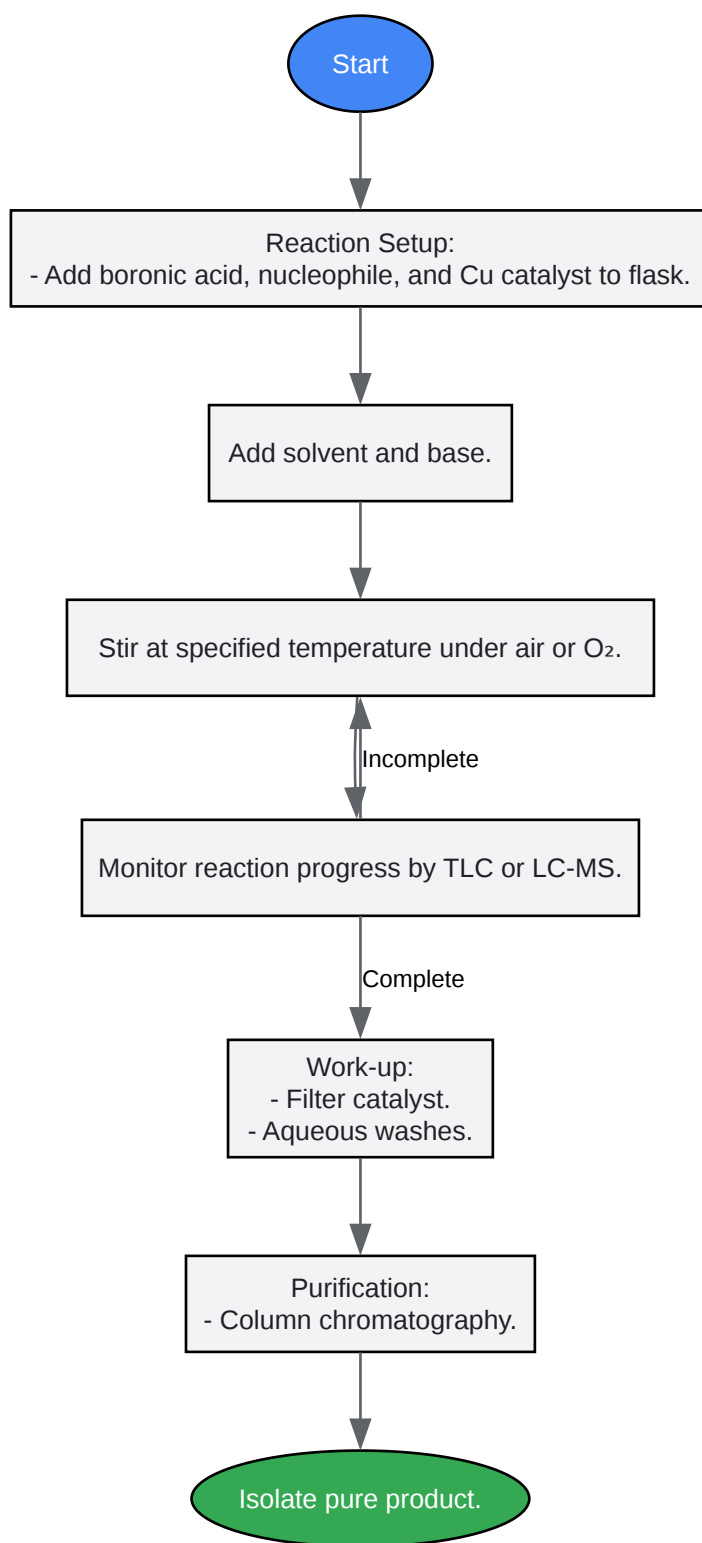 Start
Reaction Setup:
- Add boronic acid, nucleophile, and Cu catalyst to flask.
Add solvent and base.
Stir at specified temperature under air or O₂.
Incomplete
Monitor reaction progress by TLC or LC-MS.
Complete
Work-up:
- Filter catalyst.
- Aqueous washes.
Purification:
- Column chromatography.
Isolate pure product.